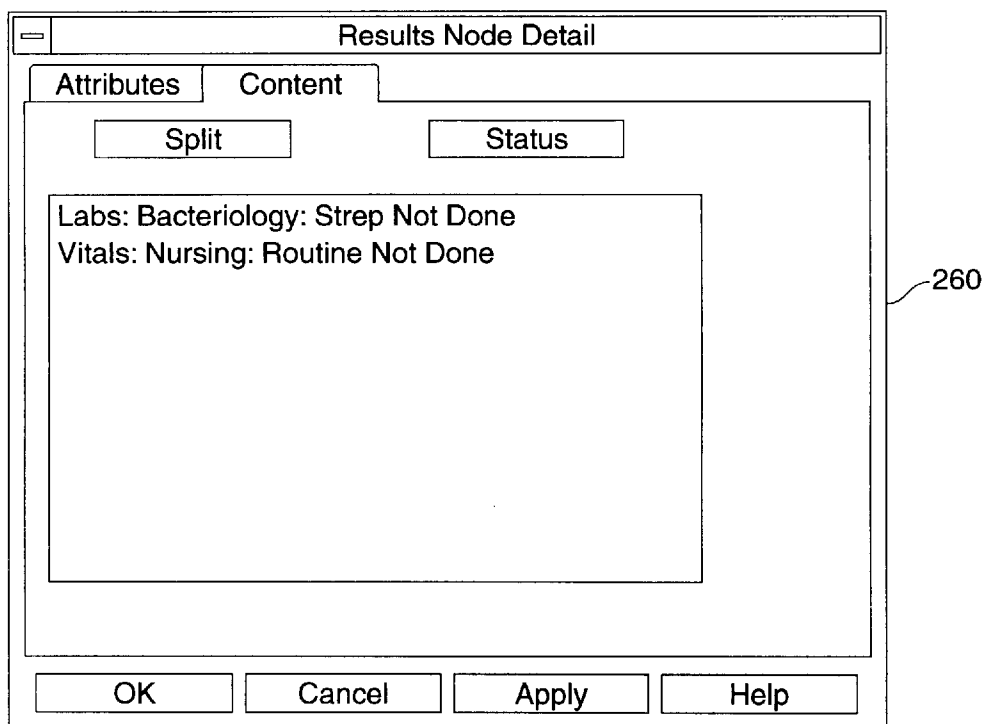 Results Node Detail
Attributes Content
Split Status
Labs: Bacteriology: Strep Not Done
Vitals: Nursing: Routine Not Done
260
OK Cancel Apply Help